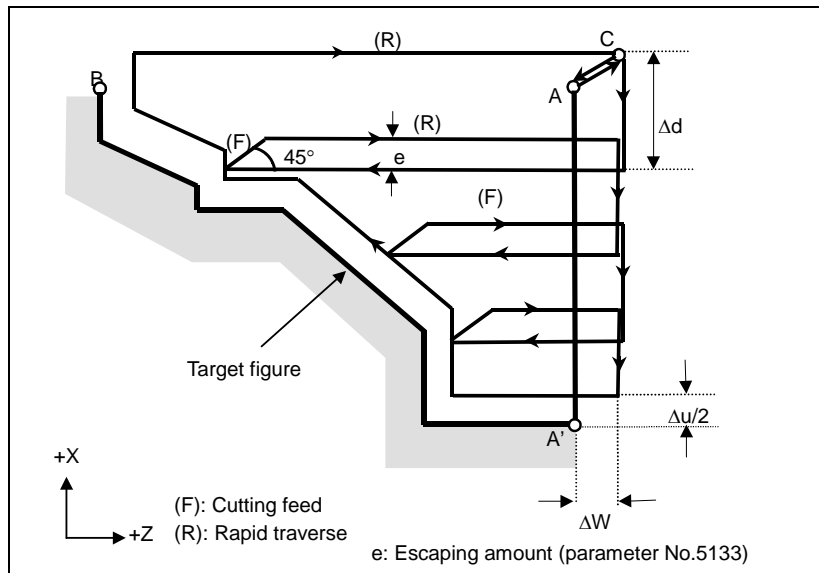 (R)
C
B
A
Δd
(R)
(F)
45°
e
(F)
Target figure
Δu/2
A’
+X
(F): Cutting feed
ΔW
+Z
(R): Rapid traverse
e: Escaping amount (parameter No.5133)